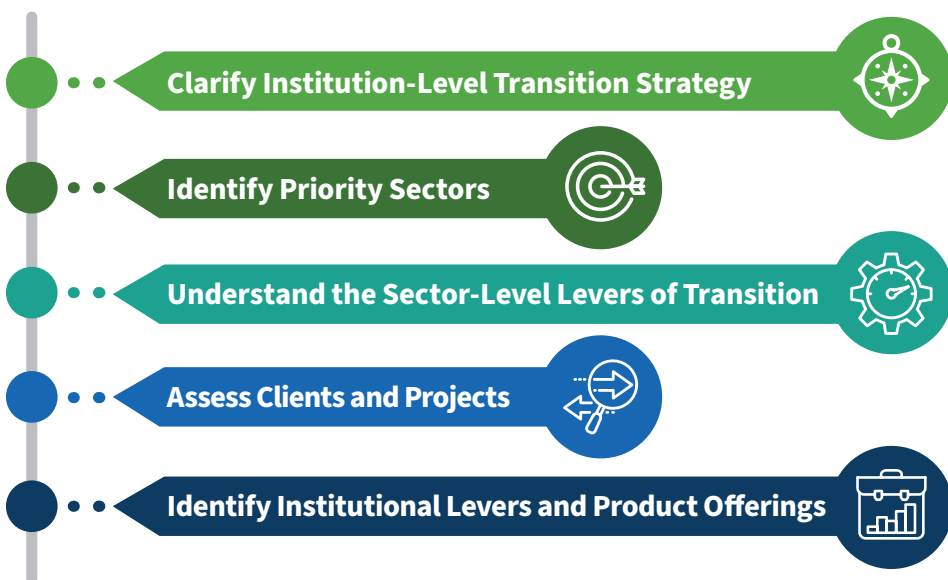 Clarify Institution-Level Transition Strategy
Identify Priority Sectors
Understand the Sector-Level Levers of Transition
Assess Clients and Projects
Identify Institutional Levers and Product Offerings